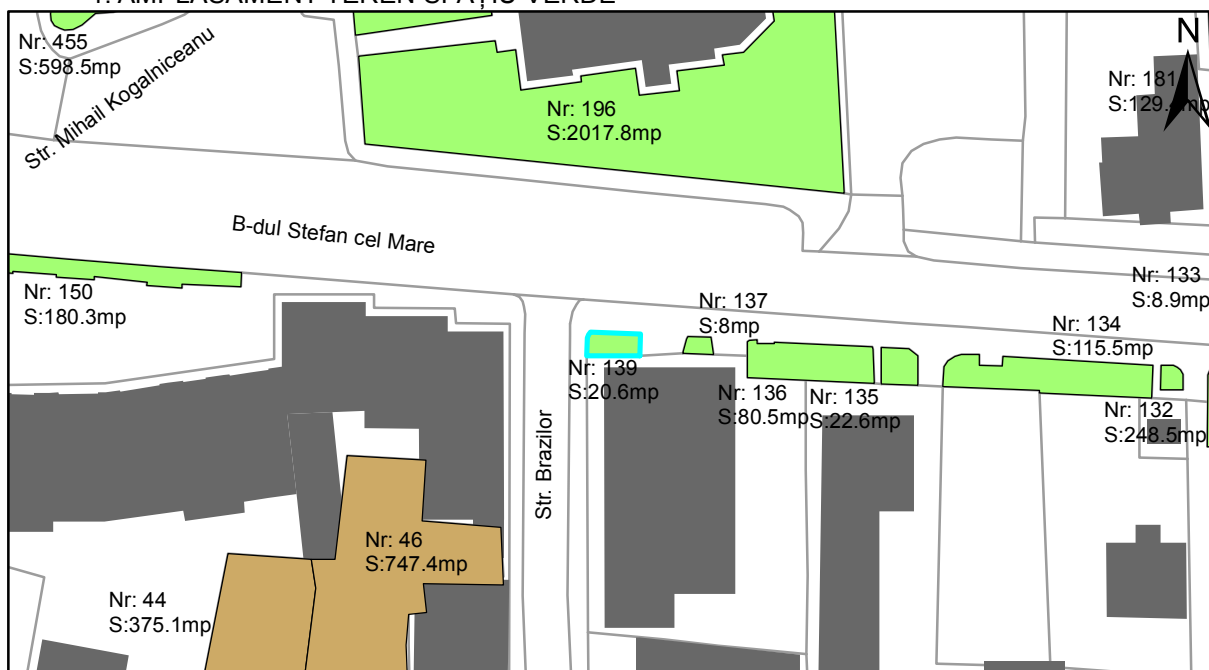 Nr: 455
S:598.5mp
Str. Mihail Kogalniceanu
Nr: 196
S:2017.8mp
N
Nr: 181
B-dul Stefan cel Mare
Nr: 150
S:180.3mp
Nr: 133
S:8.9mp
Nr: 137
S:8mp
Nr: 134
S:115.5mp
Nr: 139
S:20.6mp
Nr: 136
S:80.5mp
Nr: 135
S:22.6mp
Nr: 132
S:248.5mp
Str. Brazilor
Nr: 46
S:747.4mp
Nr: 44
S:375.1mp